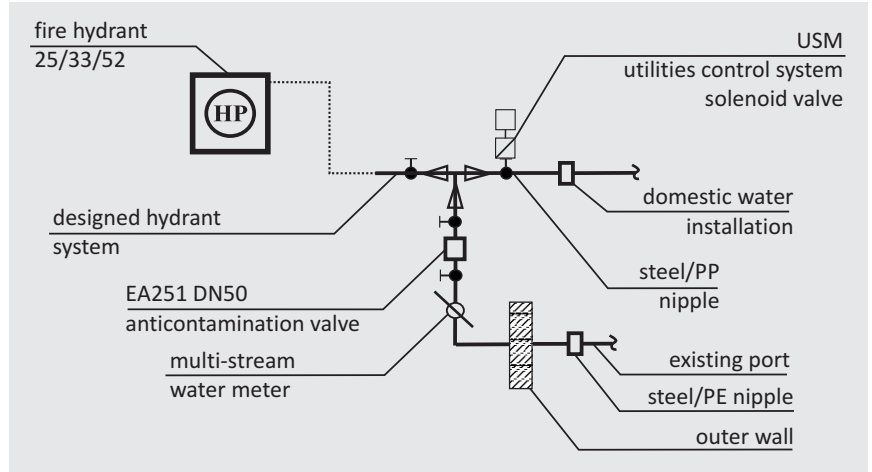 fire hydrant
25/33/52
HP
USM
utilities control system
solenoid valve
designed hydrant
system
domestic water
installation
steel/PP
nipple
EA251 DN50
anticontamination valve
multi-stream
water meter
existing port
steel/PE nipple
outer wall